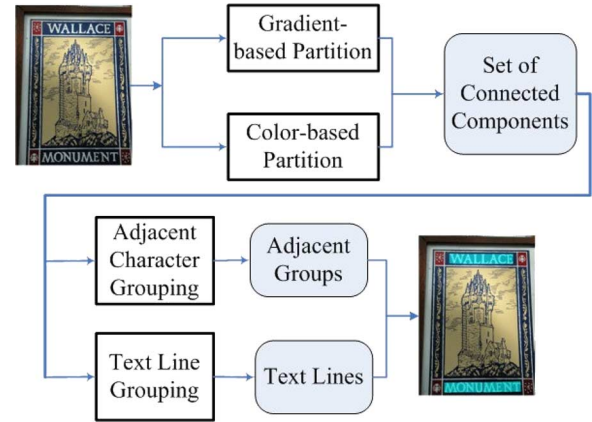 WALLACE
MONUMENT
Gradient-
based Partition
Color-based
Partition
Set of
Connected
Components
Adjacent
Character
Grouping
Adjacent
Groups
Text Line
Grouping
Text Lines
WALLACE
MONUMENT